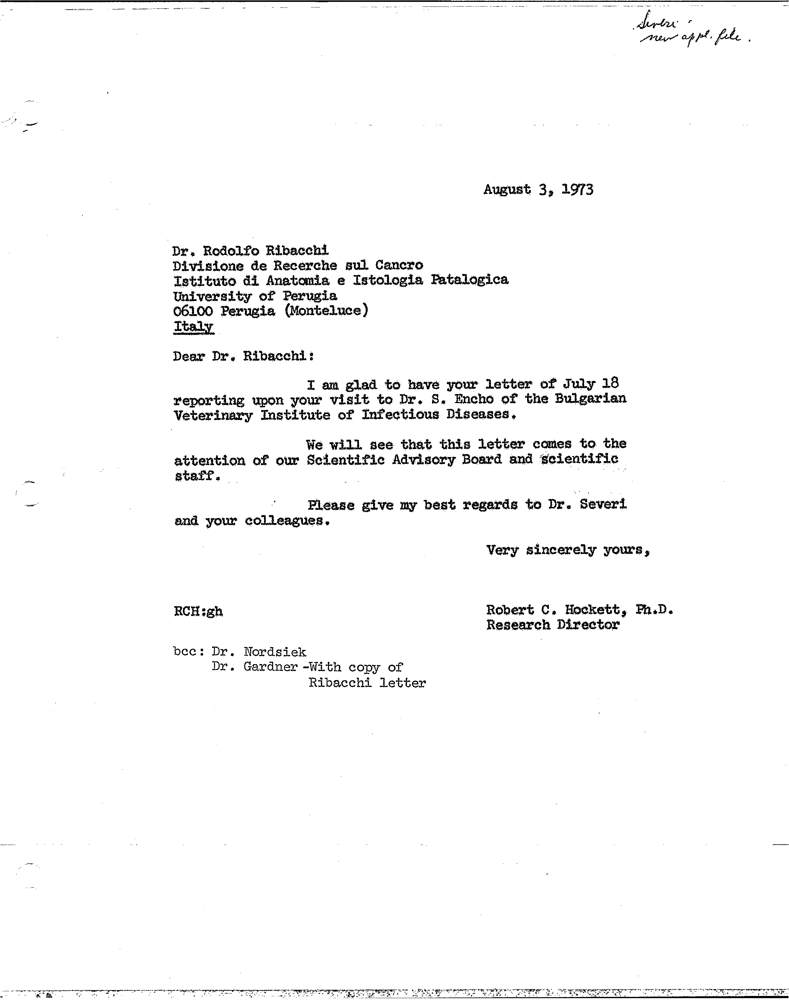 Severi
new appl. file.
August 3, 1973
Dr. Rodolfo Ribacchi
Divisione de Recerche sul Cancro
Istituto di Anatomia e Istologia Patalogica
University of Perugia
06100 Perugia (Monteluce)
Italy
Dear Dr. Ribacchi:
I am glad to have your letter of July 18
reporting upon your visit to Dr. S. Encho of the Bulgarian
Veterinary Institute of Infectious Diseases.
We will see that this letter comes to the
attention of our Scientific Advisory Board and scientific
staff.
Please give my best regards to Dr. Severi
and your colleagues.
Very sincerely yours,
RCH:gh
Robert C. Hockett, Ph.D.
Research Director
bcc: Dr. Nordsiek
Dr. Gardner-With copy of
Ribacchi letter